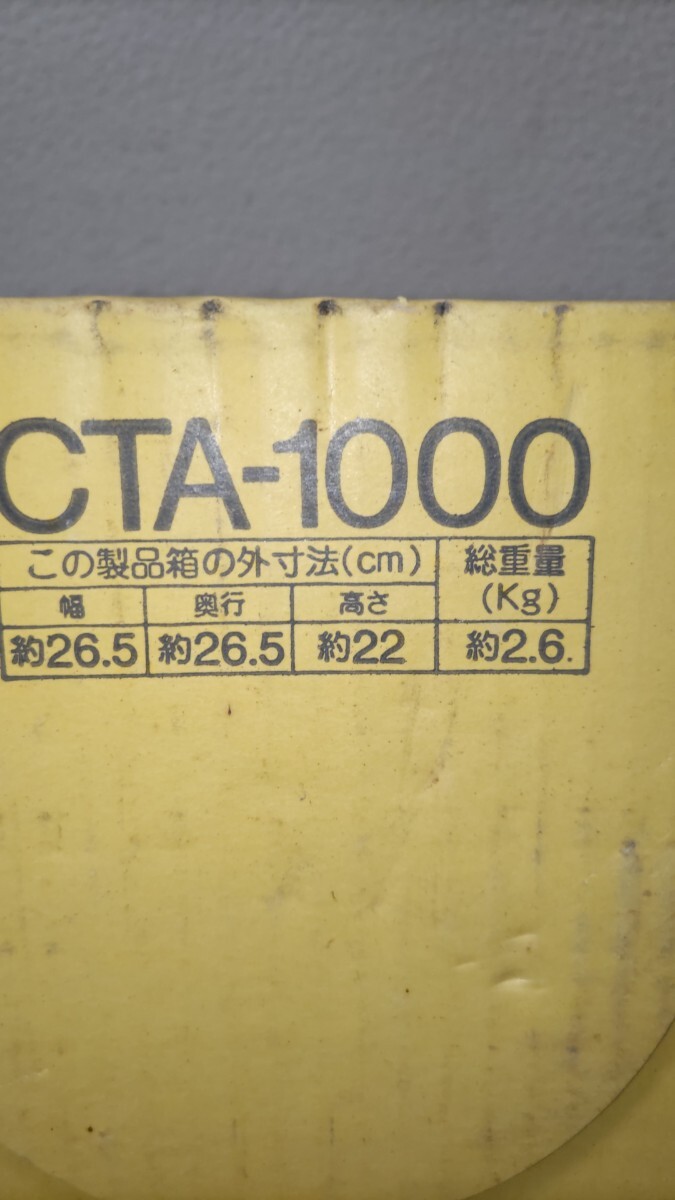 CTA-1000
この製品箱の外寸法(cm) 総重量(Kg)
幅 奥行 高さ
約26.5 約26.5 約22 約2.6.